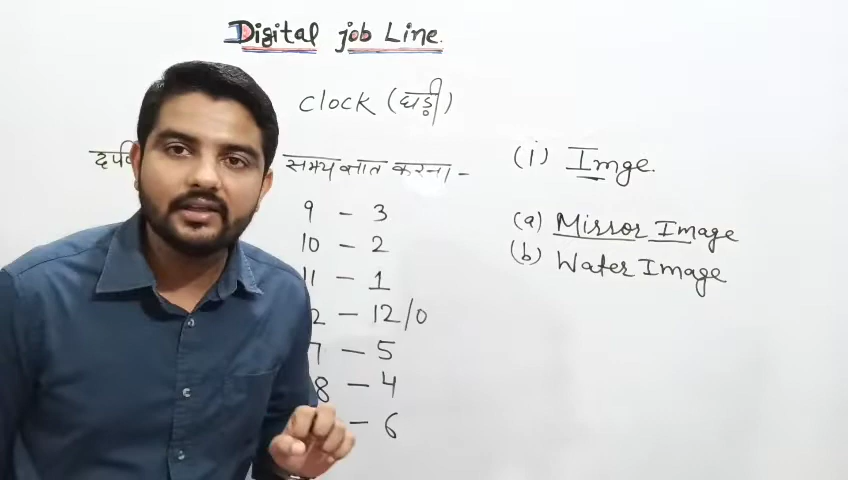 Digital job Line.
clock (घड़ी)
समय ज्ञात करना -
9 - 3
10 - 2
11 - 1
12 - 12/0
7 - 5
8 - 4
- 6
(i) Imge.
(a) Mirror Image
(b) Water Image